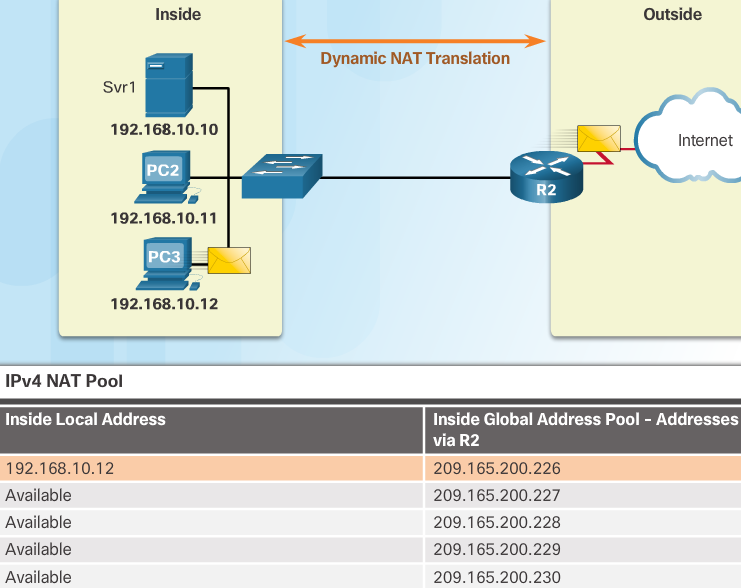 Inside
Outside
Dynamic NAT Translation
Svr1
192.168.10.10
PC2
192.168.10.11
PC3
192.168.10.12
R2
Internet
IPv4 NAT Pool
Inside Local Address
Inside Global Address Pool – Addresses
via R2
192.168.10.12
209.165.200.226
Available
209.165.200.227
Available
209.165.200.228
Available
209.165.200.229
Available
209.165.200.230